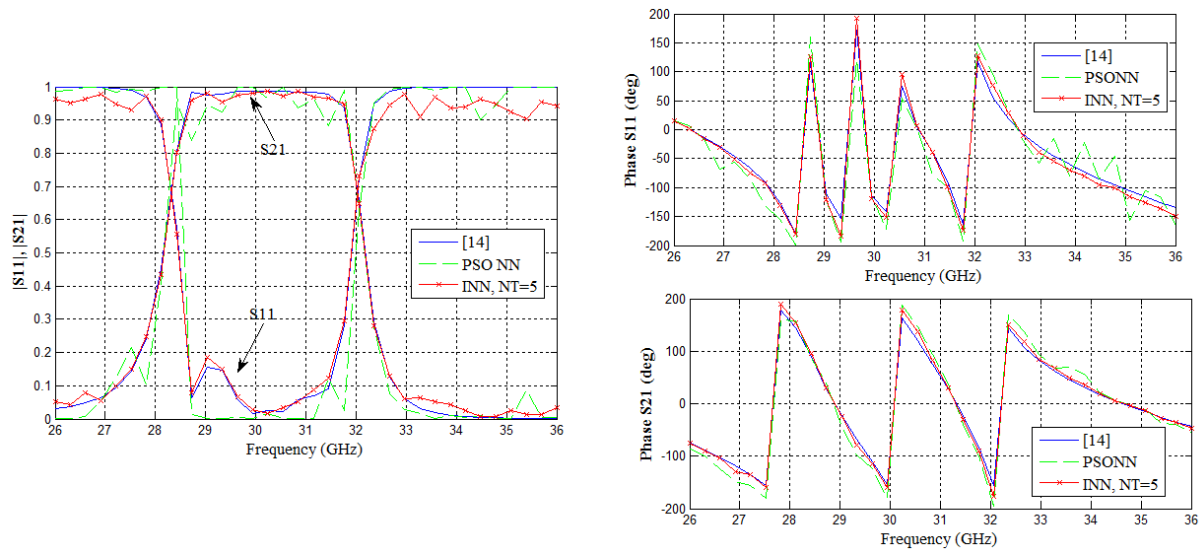 |S11|, |S21|
1
0.9
0.8
0.7
0.6
0.5
0.4
0.3
0.2
0.1
0
26 27 28 29 30 31 32 33 34 35 36
Frequency (GHz)
S21
S11
[14]
PSO NN
INN, NT=5
Phase S11 (deg)
200
150
100
50
0
-50
-100
-150
-200
26 27 28 29 30 31 32 33 34 35 36
Frequency (GHz)
[14]
PSONN
INN, NT=5
Phase S21 (deg)
200
100
0
-100
-200
26 27 28 29 30 31 32 33 34 35 36
Frequency (GHz)
[14]
PSONN
INN, NT=5